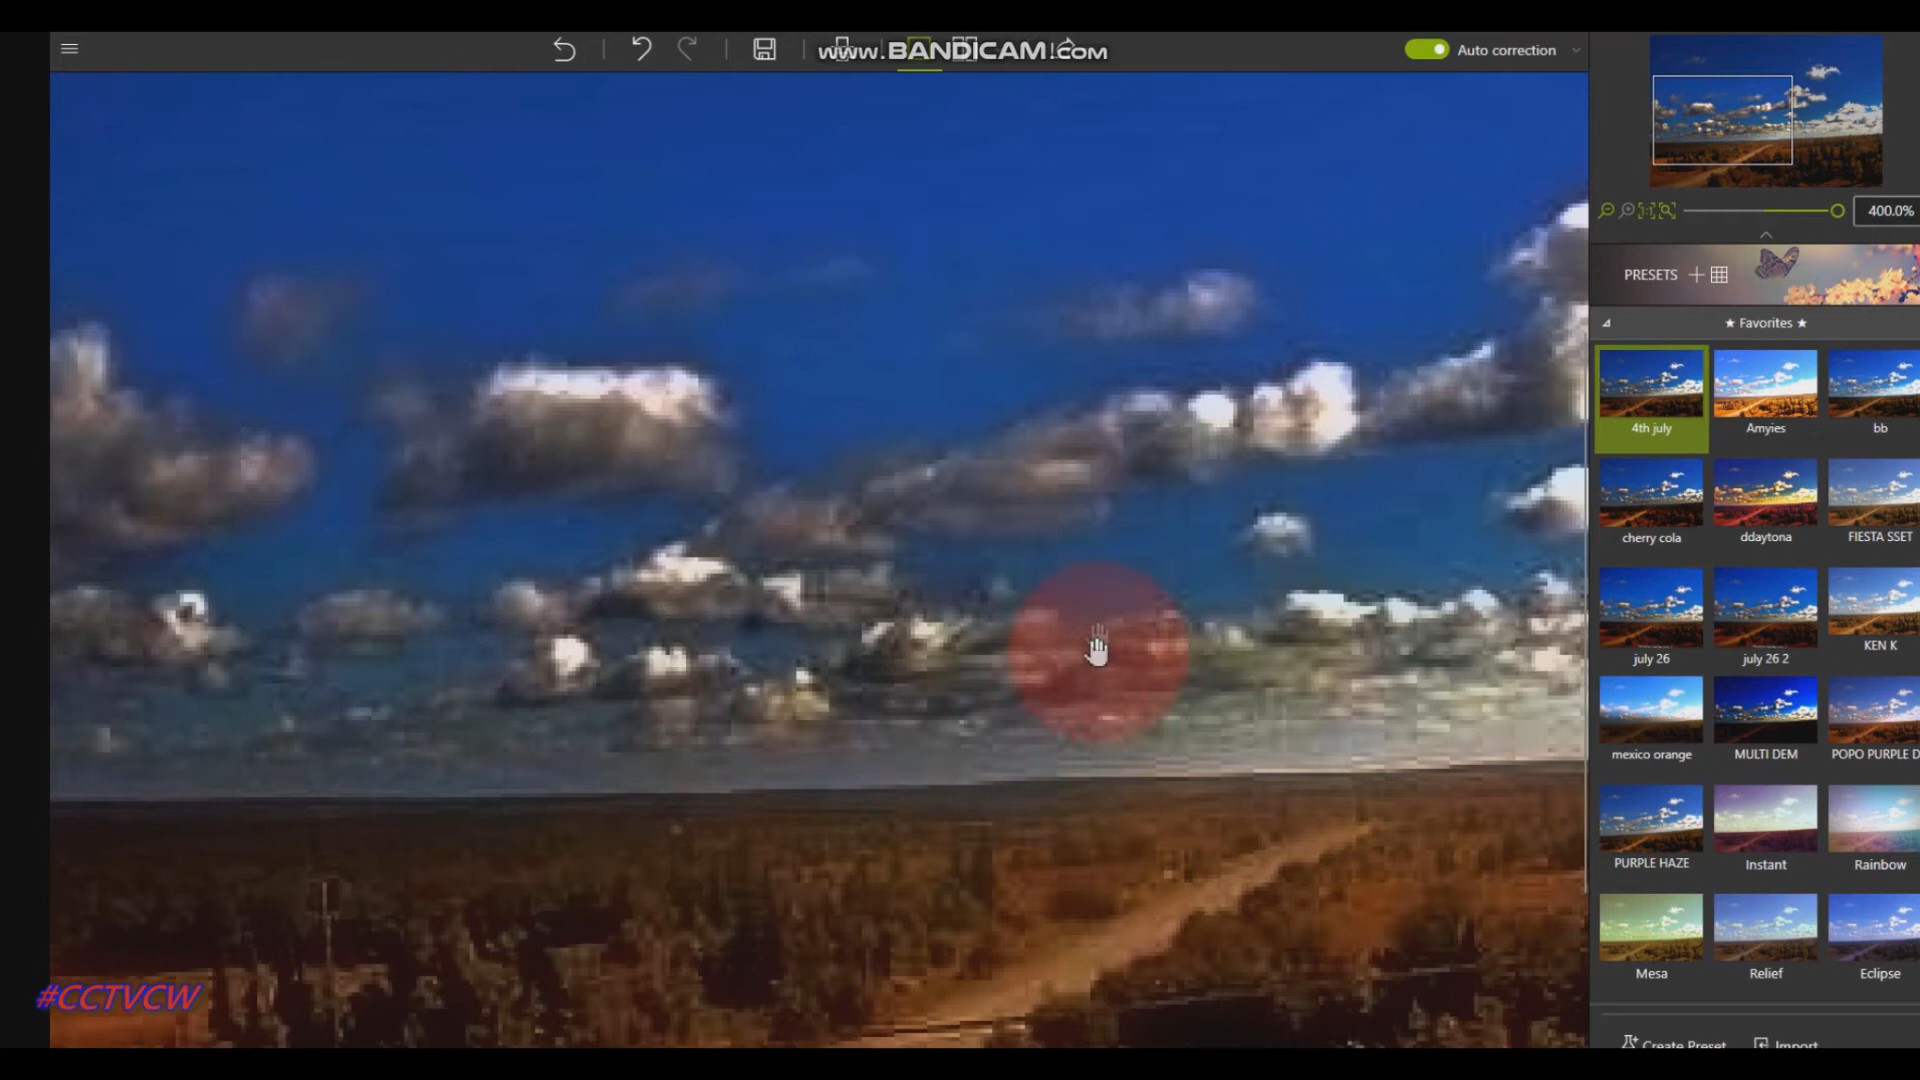 www.BANDICAM.com
Auto correction
400.0%
PRESETS
★ Favorites ★
4th july
Amyies
bb
cherry cola
ddaytona
FIESTA SSET
july 26
july 26 2
KEN K
mexico orange
MULTI DEM
POPO PURPLE D
PURPLE HAZE
Instant
Rainbow
Mesa
Relief
Eclipse
#CCTVCW
Create Preset
Import